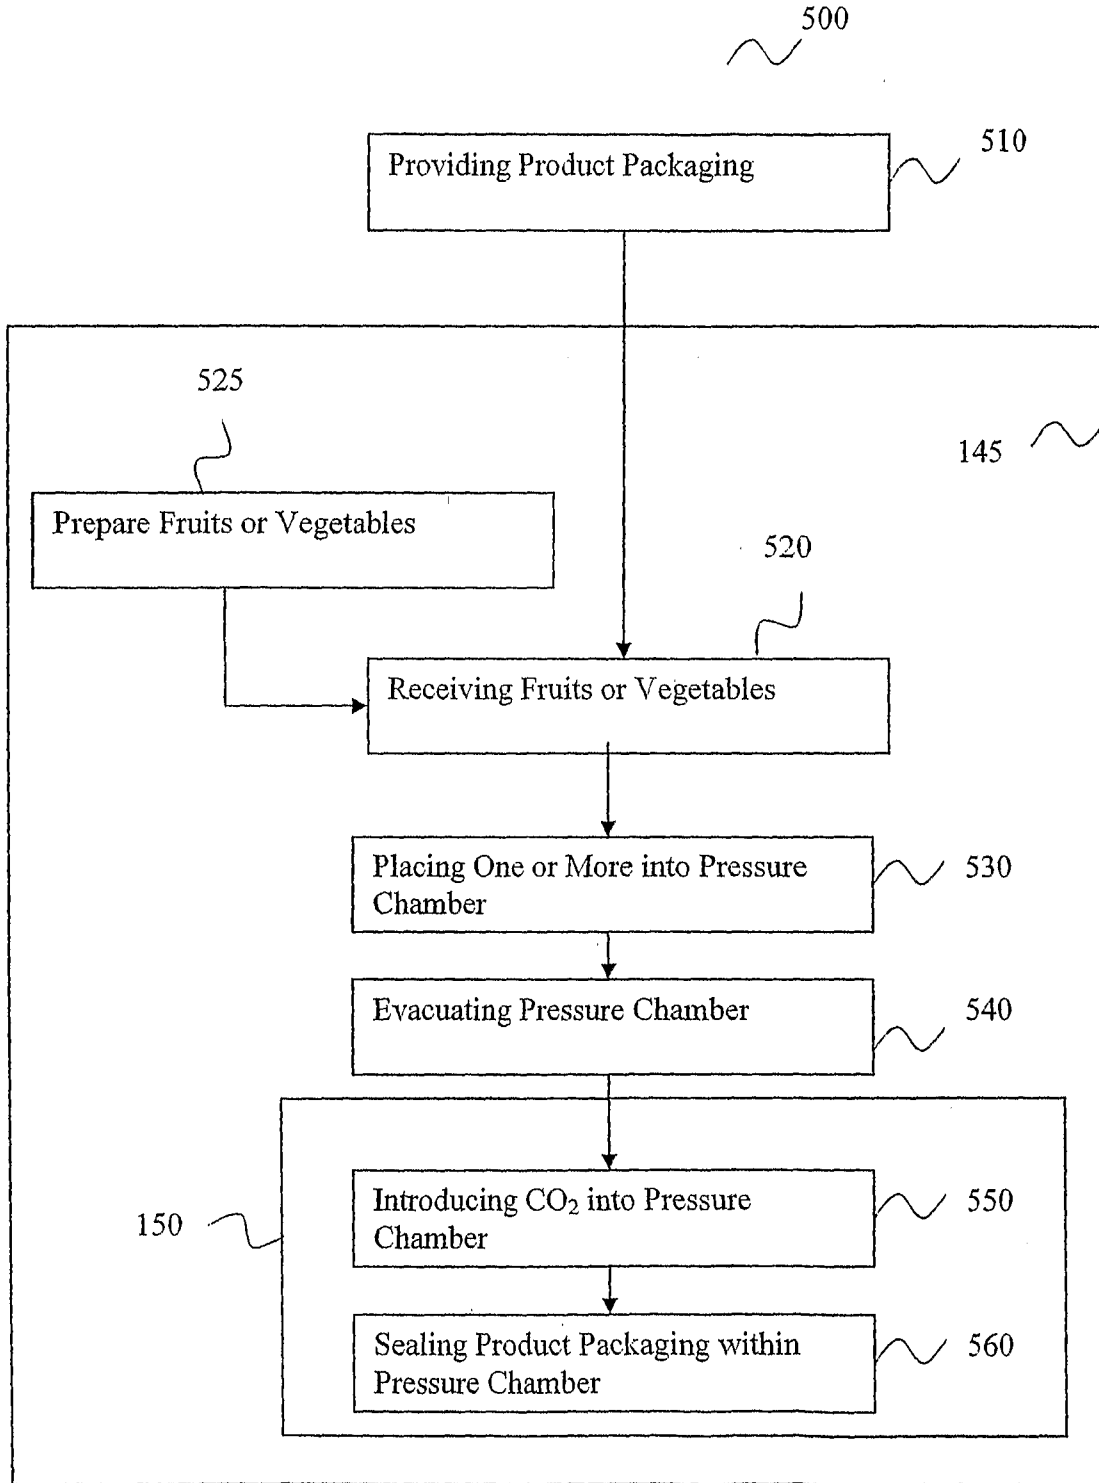 500
Providing Product Packaging
510
525
145
Prepare Fruits or Vegetables
520
Receiving Fruits or Vegetables
Placing One or More into Pressure
Chamber
530
Evacuating Pressure Chamber
540
150
Introducing CO₂ into Pressure
Chamber
550
Sealing Product Packaging within
Pressure Chamber
560